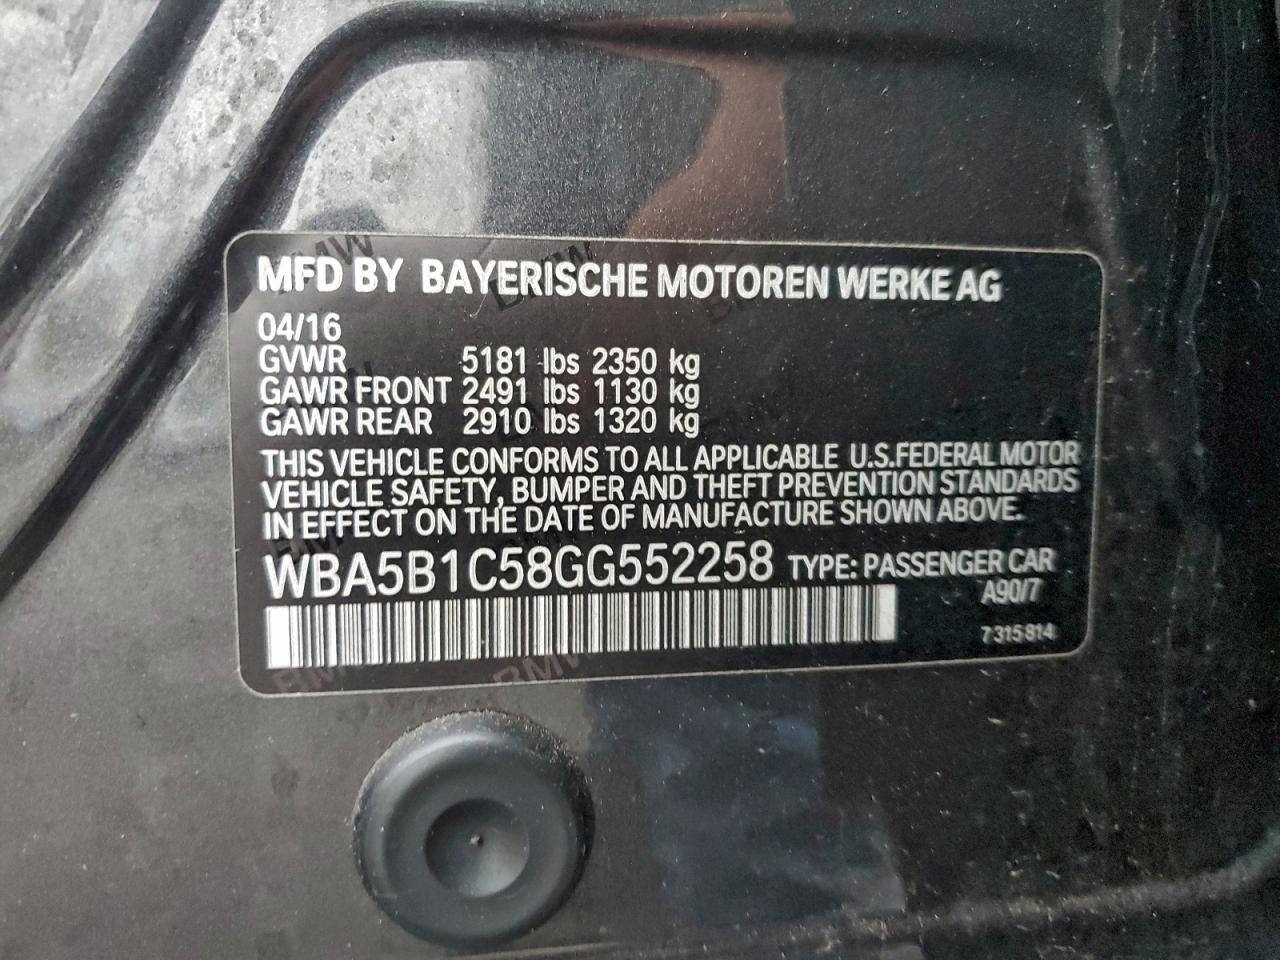 MFD BY BAYERISCHE MOTOREN WERKE AG
04/16
GVWR 5181 lbs 2350 kg
GAWR FRONT 2491 lbs 1130 kg
GAWR REAR 2910 lbs 1320 kg
THIS VEHICLE CONFORMS TO ALL APPLICABLE U.S.FEDERAL MOTOR
VEHICLE SAFETY, BUMPER AND THEFT PREVENTION STANDARDS
IN EFFECT ON THE DATE OF MANUFACTURE SHOWN ABOVE.
WBA5B1C58GG552258 TYPE: PASSENGER CAR
A90/7
7315814